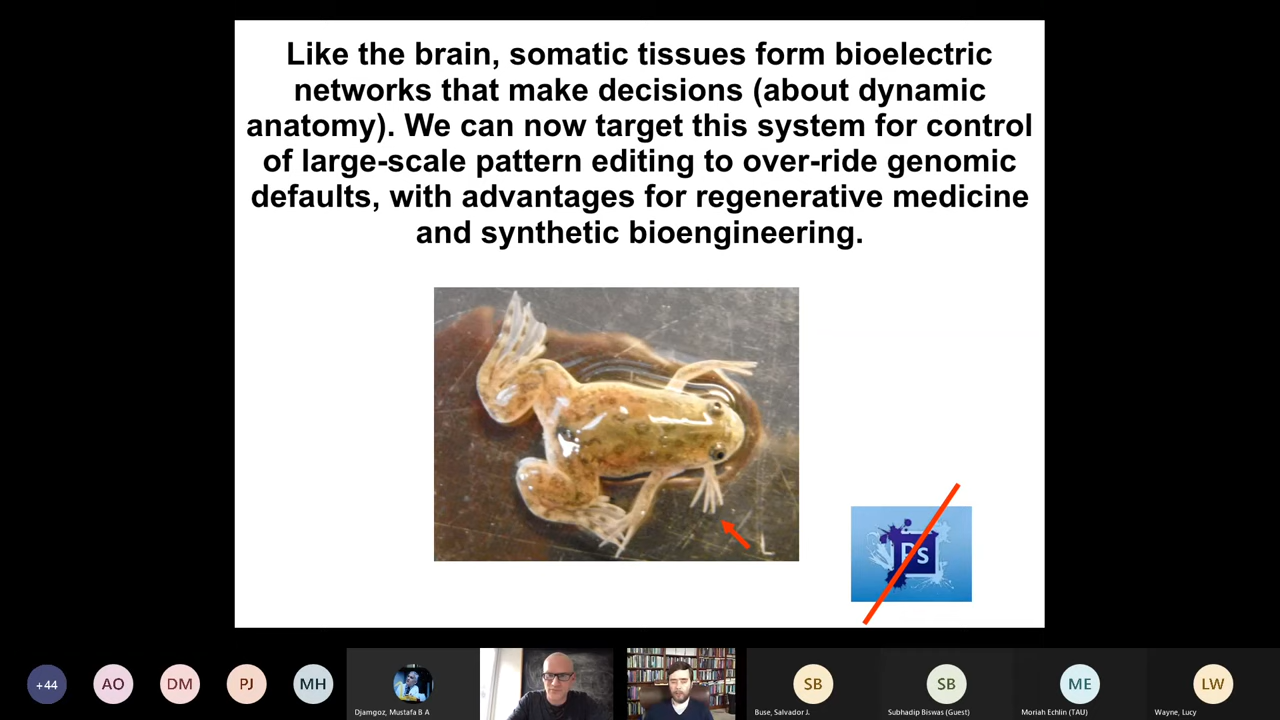 Like the brain, somatic tissues form bioelectric
networks that make decisions (about dynamic
anatomy). We can now target this system for control
of large-scale pattern editing to over-ride genomic
defaults, with advantages for regenerative medicine
and synthetic bioengineering.
Ps
+44
AO
DM
PJ
MH
SB
SB
ME
LW
Djamgoz, Mustafa B A
Buse, Salvador J.
Subhadip Biswas (Guest)
Moriah Echlin (TAU)
Wayne, Lucy